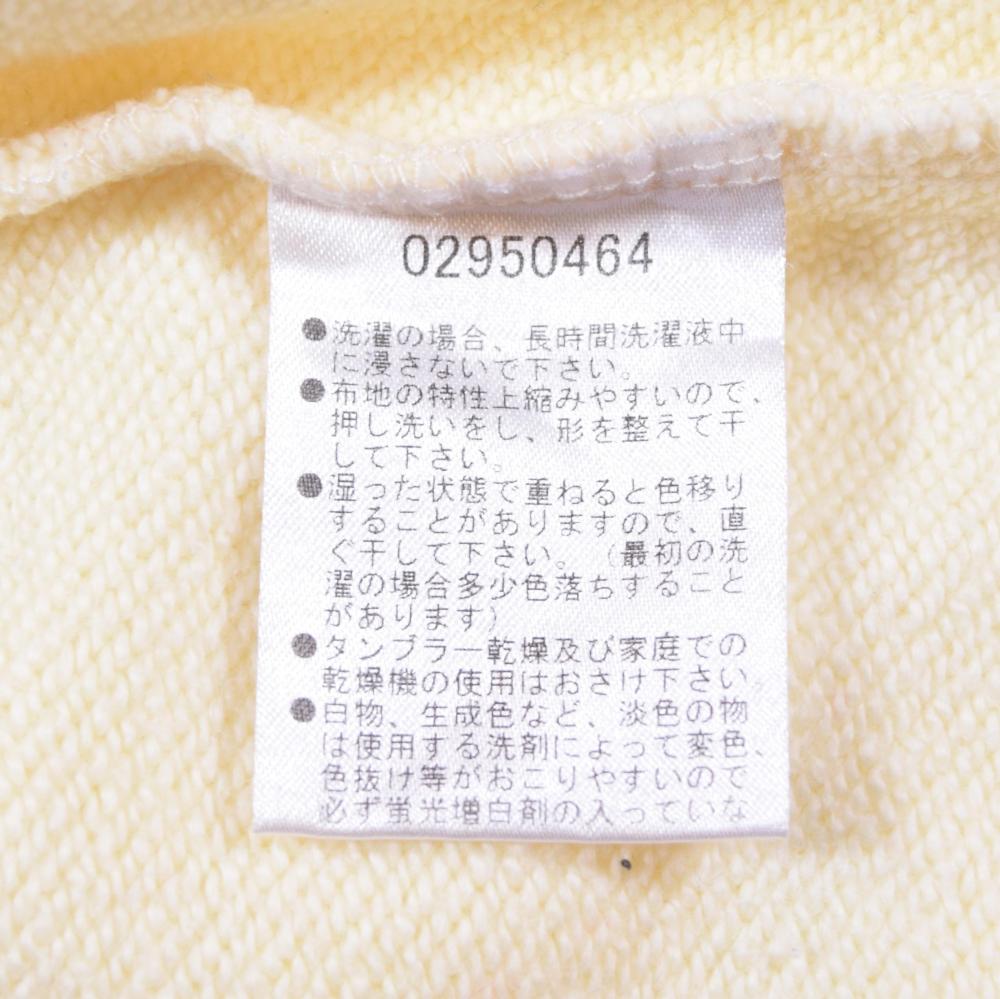 02950464
●洗濯の場合、長時間洗濯液中
に浸さないで下さい。
●布地の特性上縮みやすいので、
押し洗いをし、形を整えて干
して下さい。
●湿った状態で重ねると色移り
することがありますので、直
ぐ干して下さい。（最初の洗
濯の場合多少色落ちすること
があります）
●タンブラー乾燥及び家庭での
乾燥機の使用はおさけ下さい。
●白物、生成色など、淡色の物
は使用する洗剤によって変色、
色抜け等がおこりやすいので
必ず蛍光増白剤の入っていな